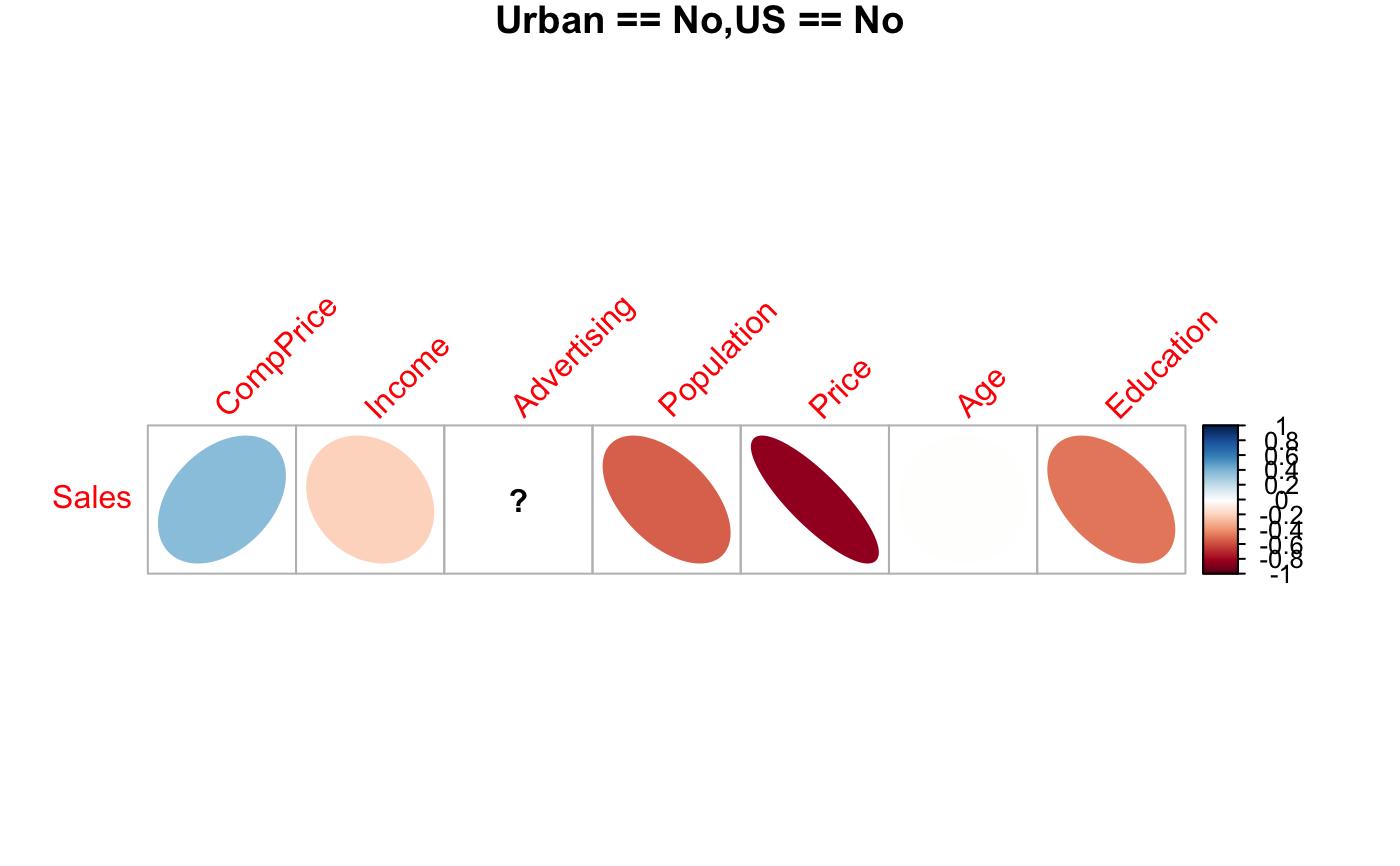 Urban == No,US == No
CompPrice
Income
Advertising
Population
Price
Age
Education
Sales
?
1
0.8
0.6
0.4
0.2
0
-0.2
-0.4
-0.6
-0.8
-1